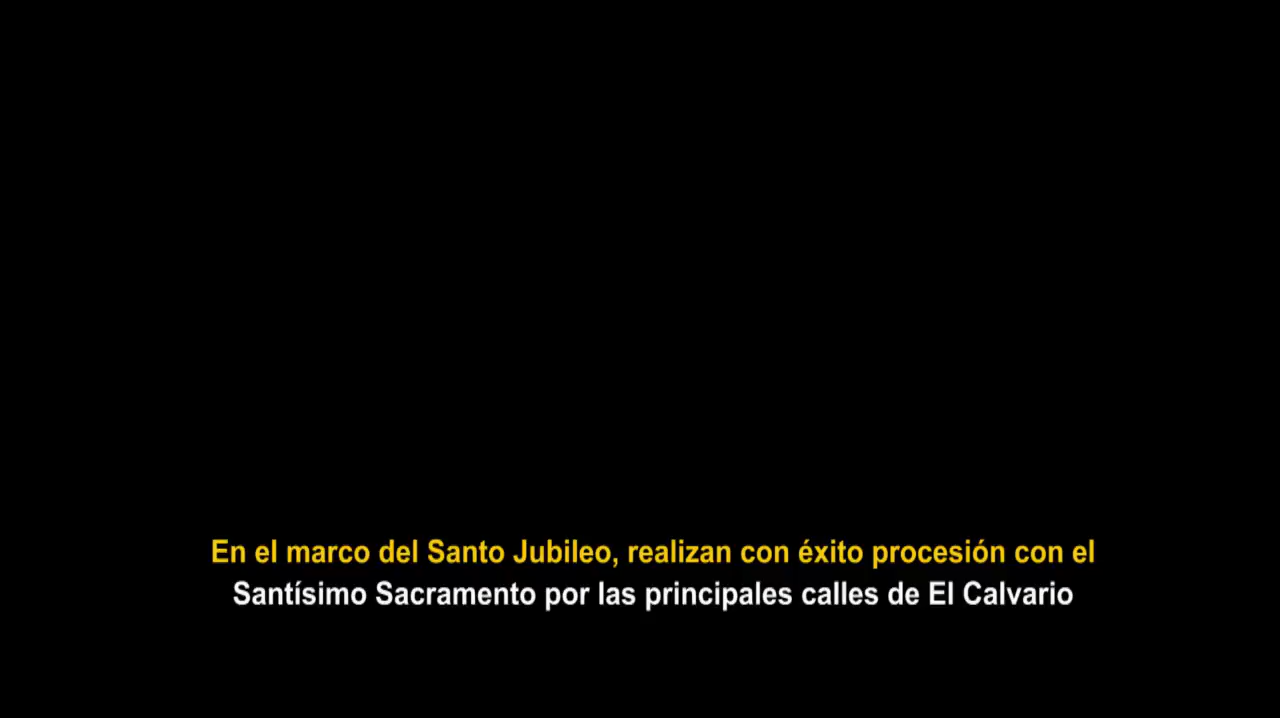 En el marco del Santo Jubileo, realizan con éxito procesión con el
Santísimo Sacramento por las principales calles de El Calvario